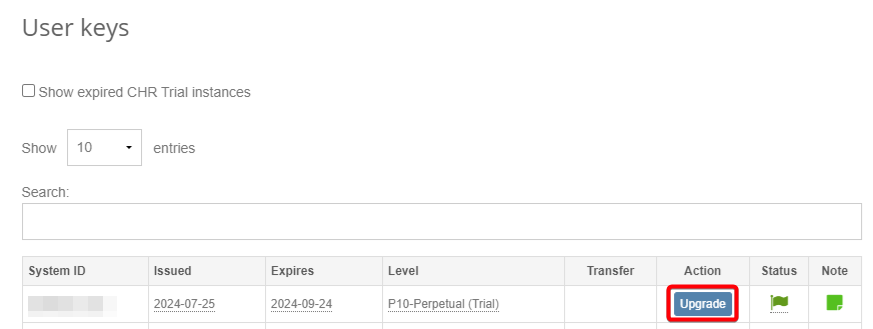 User keys
Show expired CHR Trial instances
Show 10 entries
Search:
System ID Issued Expires Level Transfer Action Status Note
2024-07-25 2024-09-24 P10-Perpetual (Trial) Upgrade